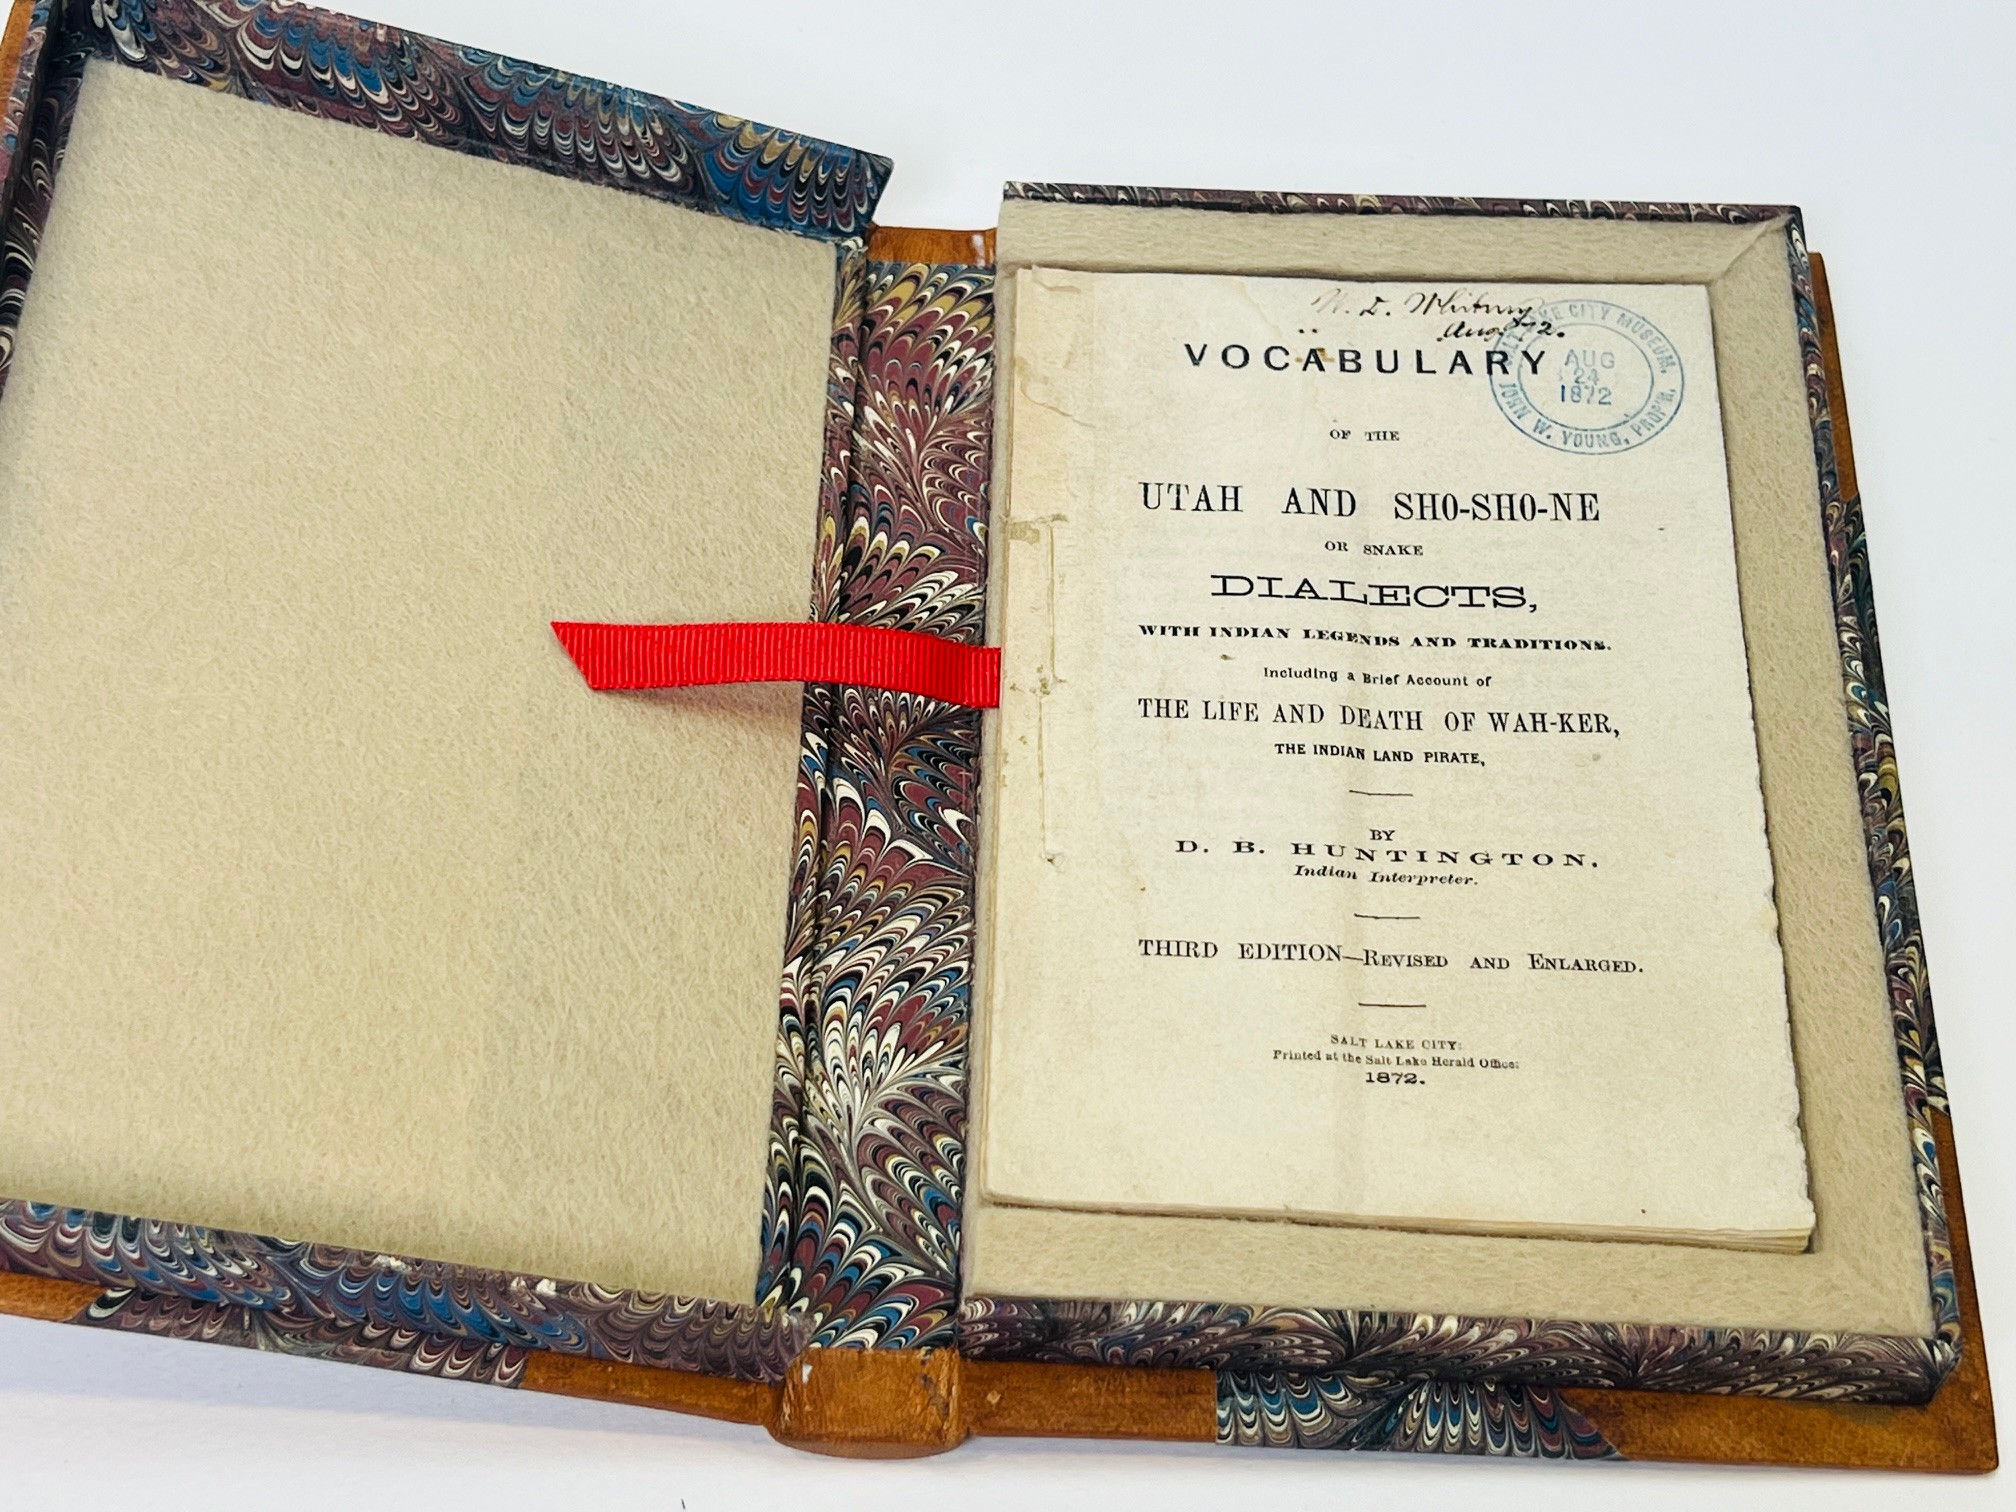 W. D. Whitney
Aug. '72.
SALT LAKE CITY MUSEUM.
AUG
24
1872
JOHN W. YOUNG, PROP'R.
VOCABULARY
OF THE
UTAH AND SHO-SHO-NE
OR SNAKE
DIALECTS,
WITH INDIAN LEGENDS AND TRADITIONS.
Including a Brief Account of
THE LIFE AND DEATH OF WAH-KER,
THE INDIAN LAND PIRATE,
BY
D. B. HUNTINGTON.
Indian Interpreter.
THIRD EDITION—REVISED AND ENLARGED.
SALT LAKE CITY:
Printed at the Salt Lake Herald Office:
1872.